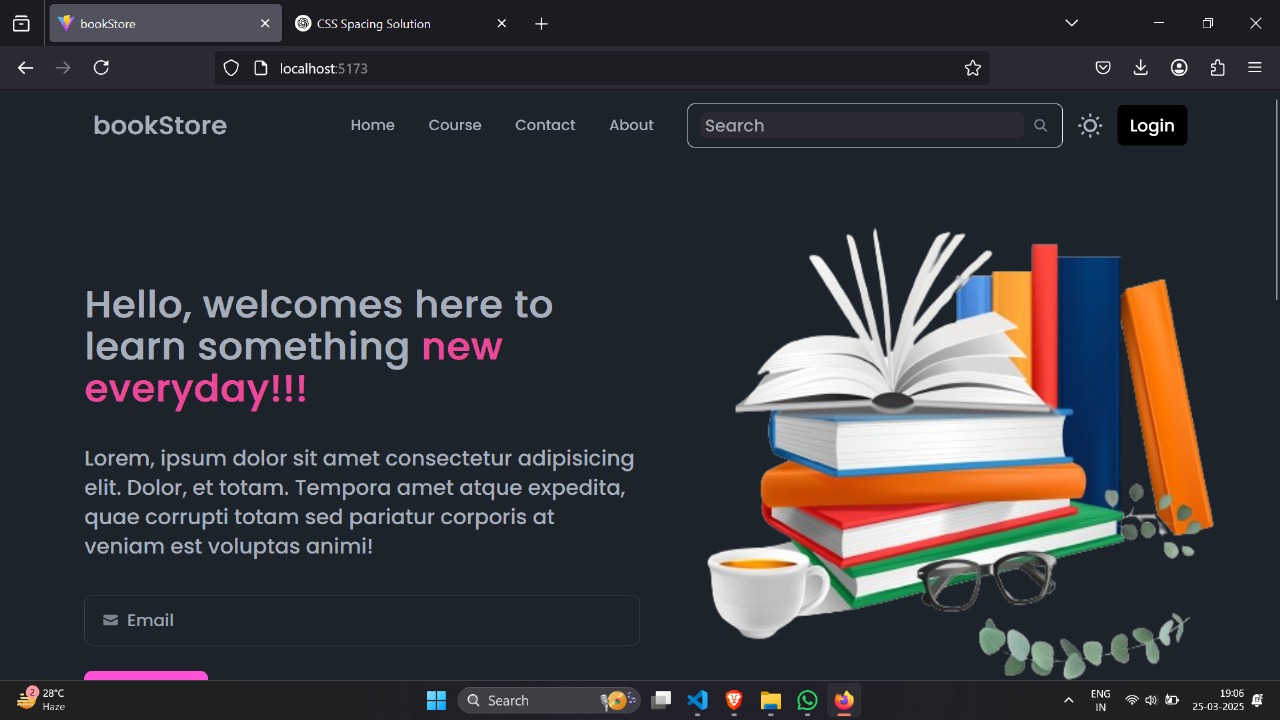 bookStore
CSS Spacing Solution
localhost:5173
bookStore
Home
Course
Contact
About
Search
Login
Hello, welcomes here to
learn something new
everyday!!!
Lorem, ipsum dolor sit amet consectetur adipisicing
elit. Dolor, et totam. Tempora amet atque expedita,
quae corrupti totam sed pariatur corporis at
veniam est voluptas animi!
Email
2
28°C
Haze
Search
ENG
IN
19:06
25-03-2025